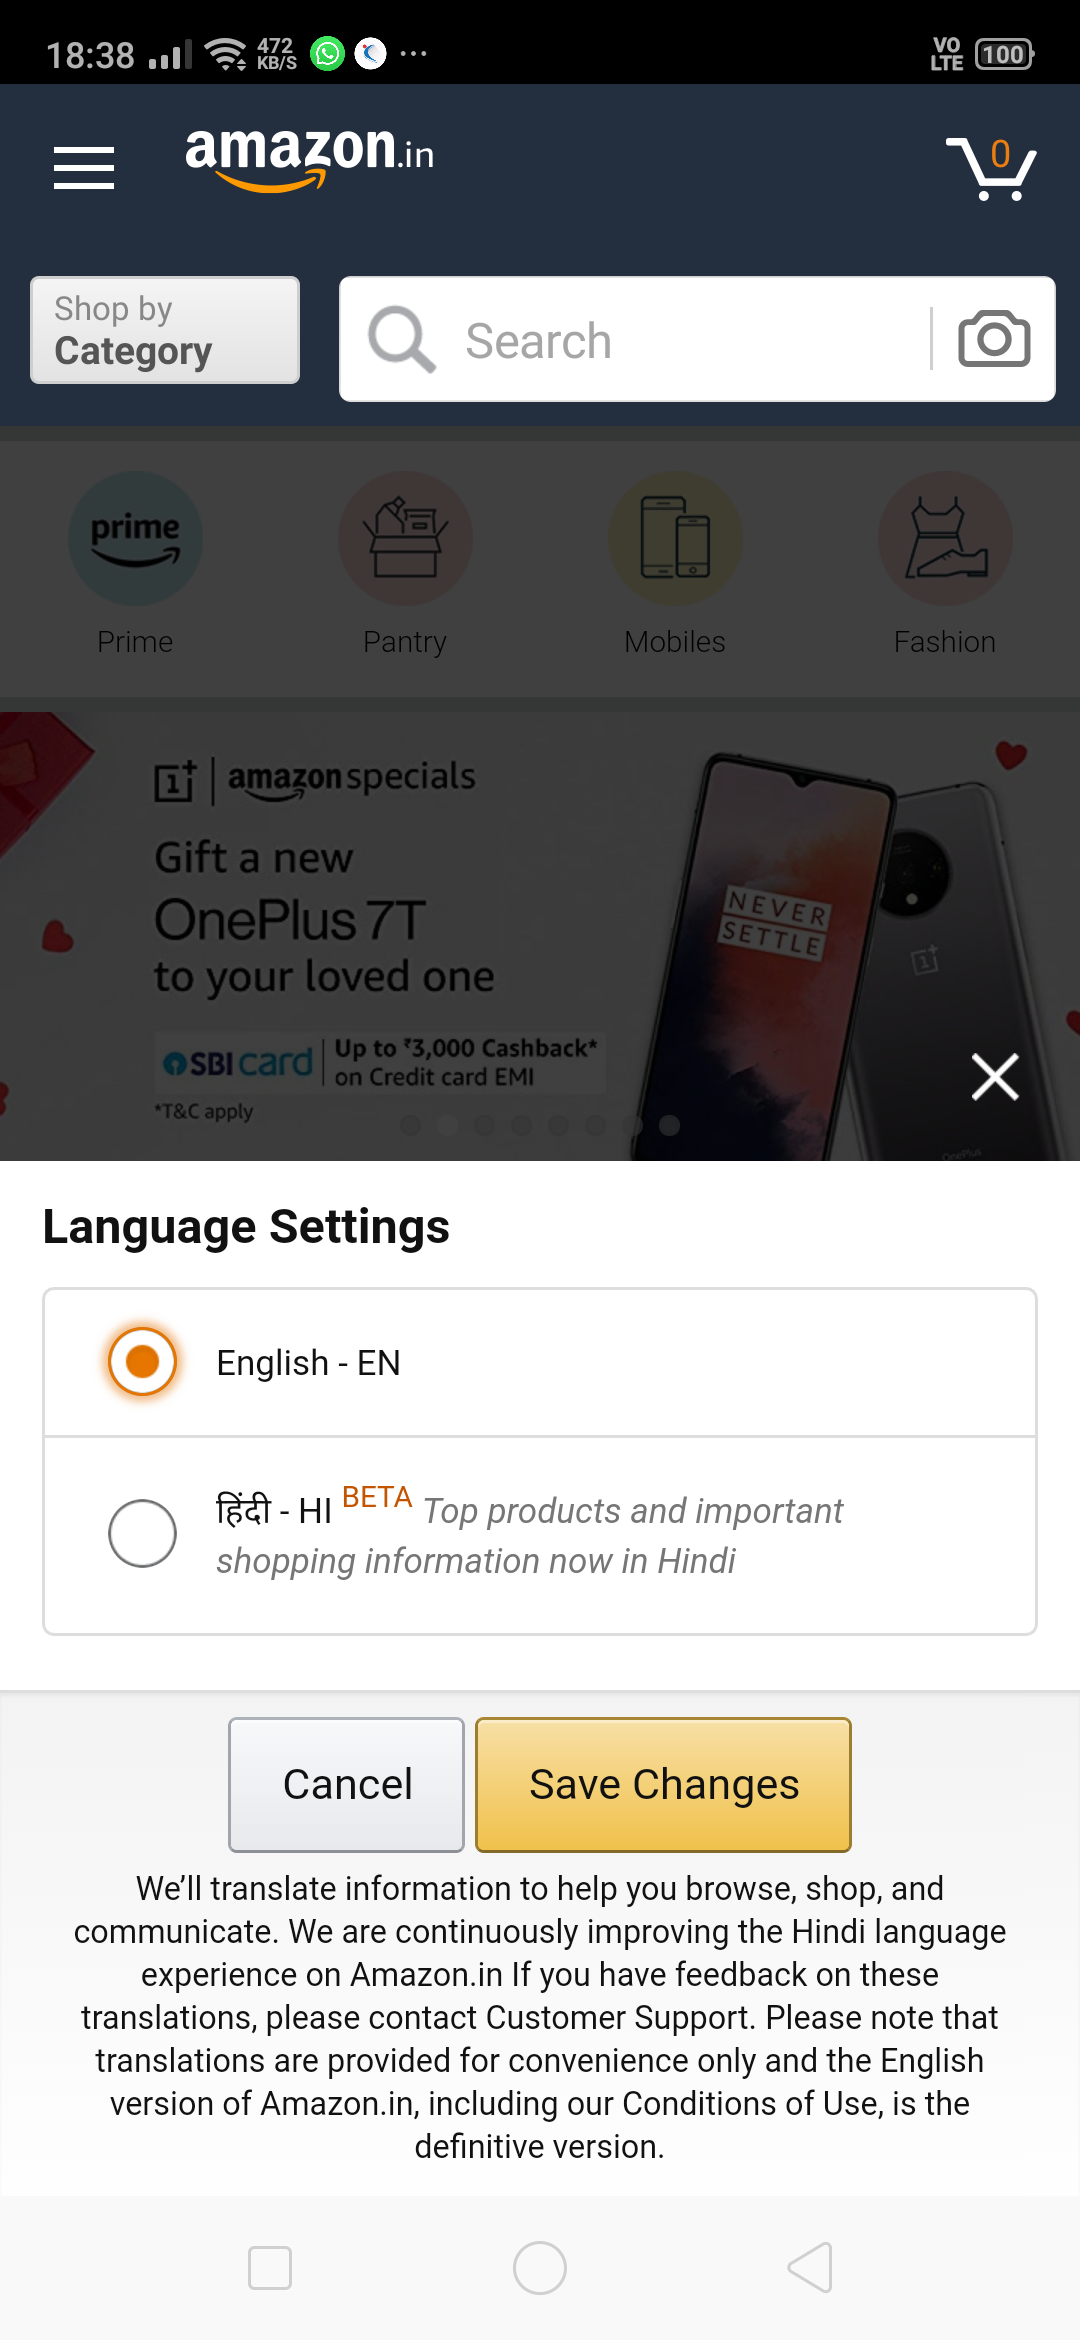 18:38 472 KB/S VO LTE 100
amazon.in 0
Shop by
Category
Search
prime
Prime Pantry Mobiles Fashion
1+ | amazon specials
Gift a new
OnePlus 7T
to your loved one
SBI card | Up to ₹3,000 Cashback*
on Credit card EMI
*T&C apply
NEVER
SETTLE
OnePlus
Language Settings
English - EN
हिंदी - HI BETA Top products and important
shopping information now in Hindi
Cancel Save Changes
We’ll translate information to help you browse, shop, and
communicate. We are continuously improving the Hindi language
experience on Amazon.in If you have feedback on these
translations, please contact Customer Support. Please note that
translations are provided for convenience only and the English
version of Amazon.in, including our Conditions of Use, is the
definitive version.